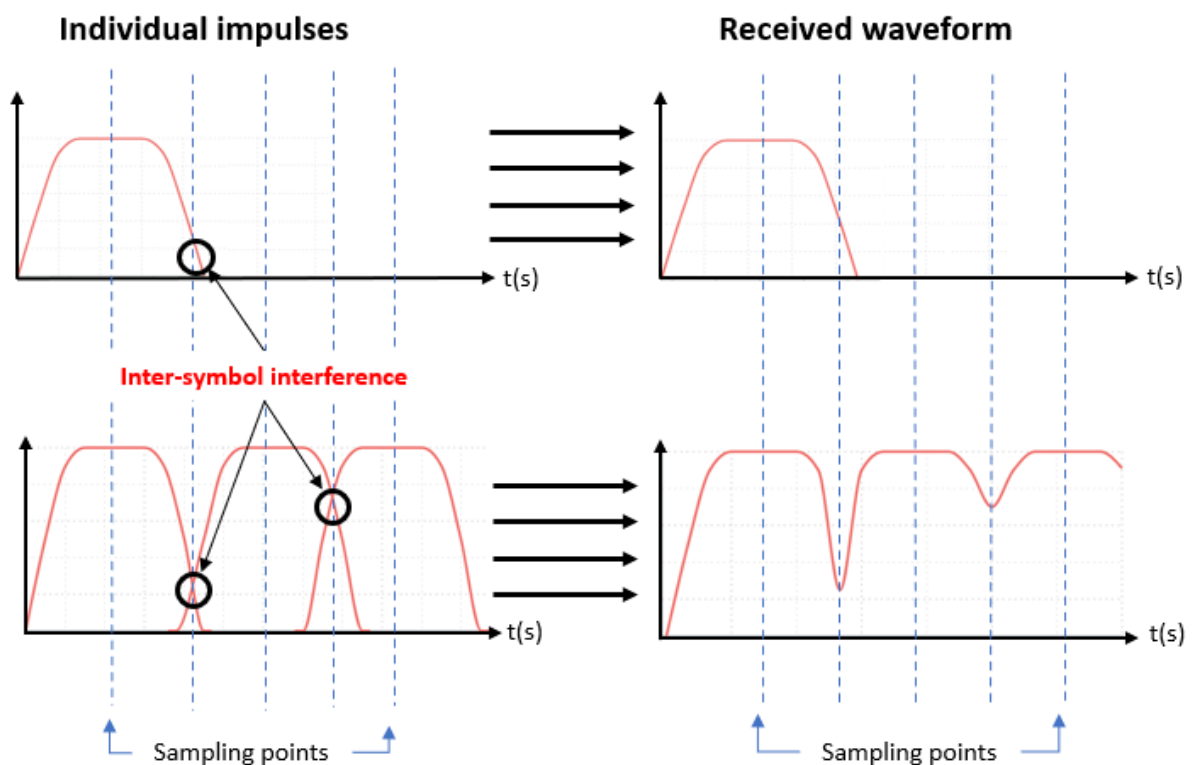 Individual impulses
Received waveform
t(s)
t(s)
Inter-symbol interference
t(s)
t(s)
Sampling points
Sampling points